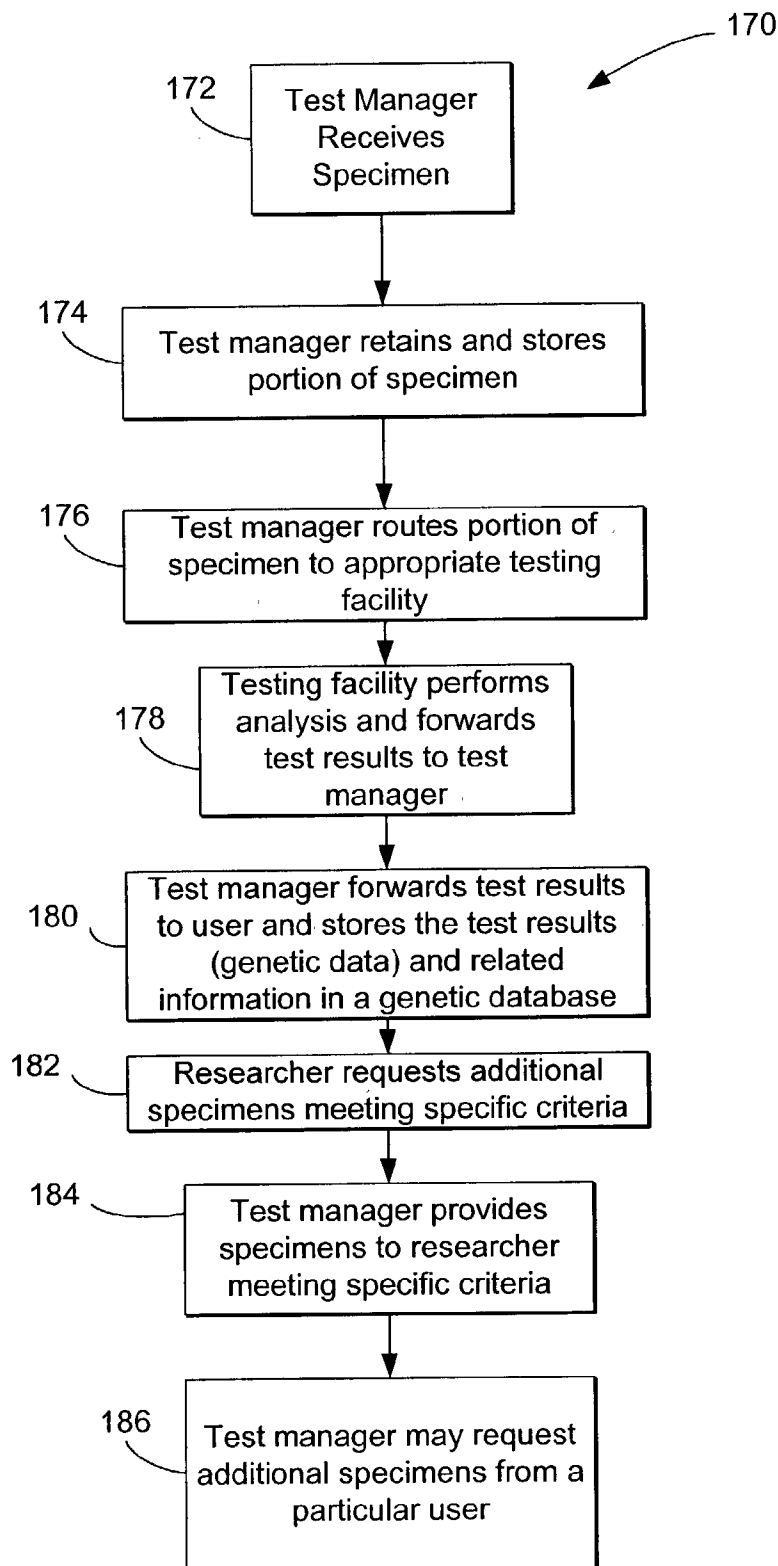 170
172
Test Manager
Receives
Specimen
174
Test manager retains and stores
portion of specimen
176
Test manager routes portion of
specimen to appropriate testing
facility
178
Testing facility performs
analysis and forwards
test results to test
manager
180
Test manager forwards test results
to user and stores the test results
(genetic data) and related
information in a genetic database
182
Researcher requests additional
specimens meeting specific criteria
184
Test manager provides
specimens to researcher
meeting specific criteria
186
Test manager may request
additional specimens from a
particular user